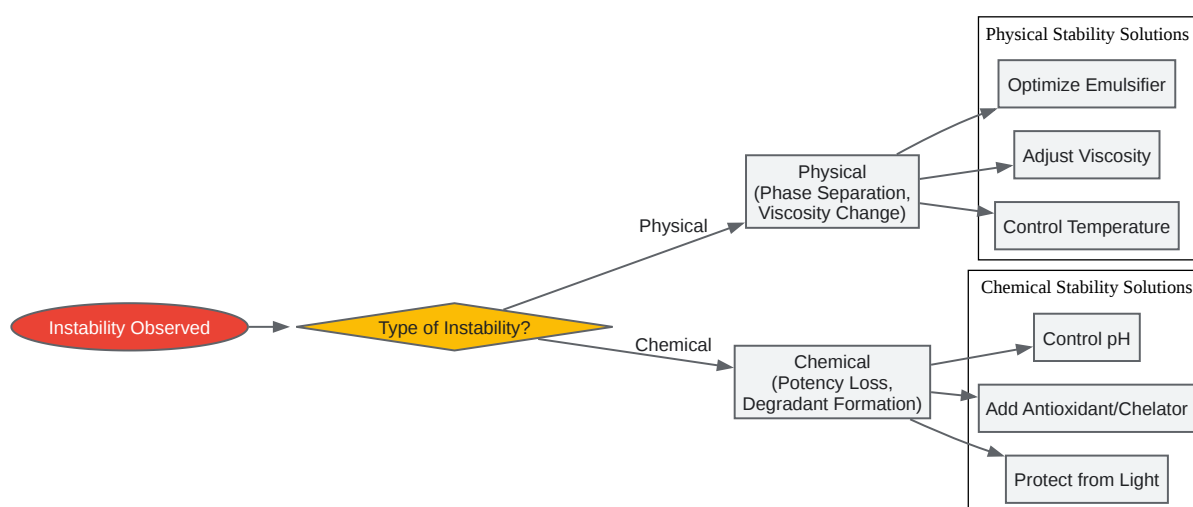 Instability Observed
Type of Instability?
Physical
Chemical
Physical
(Phase Separation,
Viscosity Change)
Chemical
(Potency Loss,
Degradant Formation)
Physical Stability Solutions
Optimize Emulsifier
Adjust Viscosity
Control Temperature
Chemical Stability Solutions
Control pH
Add Antioxidant/Chelator
Protect from Light